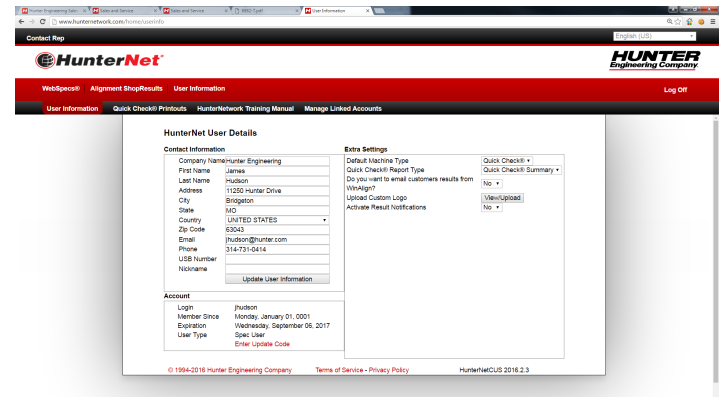 Hunter Engineering Sales
Sales and Service
Sales and Service
User Information
www.hunternetwork.com/home/userinfo
Contact Rep
English (US)
HunterNet
HUNTER
Engineering Company
WebSpecs® Alignment ShopResults User Information
Log Off
User Information Quick Check® Printouts HunterNetwork Training Manual Manage Linked Accounts
HunterNet User Details
Contact Information
Company Name Hunter Engineering
First Name James
Last Name Hudson
Address 11250 Hunter Drive
City Bridgeton
State MO
Country UNITED STATES
Zip Code 63043
Email jhudson@hunter.com
Phone 314-731-0414
USB Number
Nickname
Update User Information
Extra Settings
Default Machine Type Quick Check®
Quick Check® Report Type Quick Check® Summary
Do you want to email customers results from
WinAlign? No
Upload Custom Logo View/Upload
Activate Result Notifications No
Account
Login jhudson
Member Since Monday, January 01, 0001
Expiration Wednesday, September 06, 2017
User Type Spec User
Enter Update Code
© 1994-2016 Hunter Engineering Company Terms of Service - Privacy Policy HunterNetCUS 2016.2.3